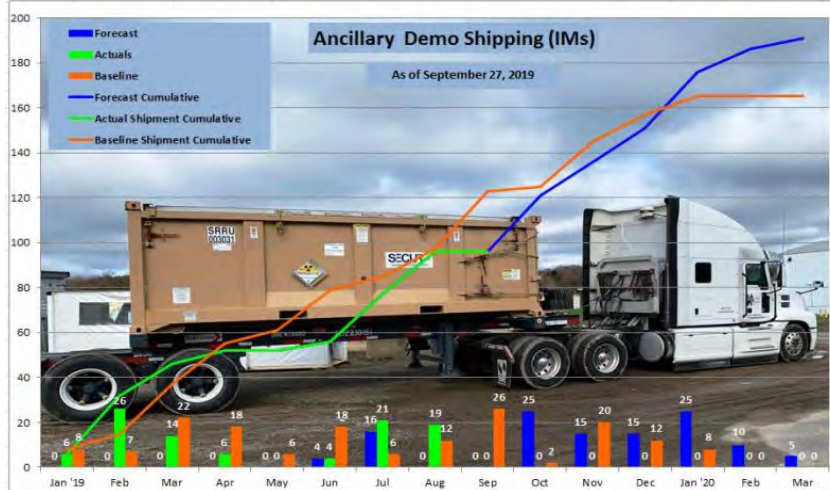 Ancillary Demo Shipping (IMs)
As of September 27, 2019
Forecast
Actuals
Baseline
Forecast Cumulative
Actual Shipment Cumulative
Baseline Shipment Cumulative
200
180
160
140
120
100
80
60
40
20
0
SRRU
003031
SECUR
0 6 8
0 26 7
0 14 22
0 6 18
0 0 6
4 4 18
16 21 6
0 19 12
0 0 26
25 0 2
15 0 20
15 0 12
25 0 8
10 0 0
5 0 0
Jan '19 Feb Mar Apr May Jun Jul Aug Sep Oct Nov Dec Jan '20 Feb Mar